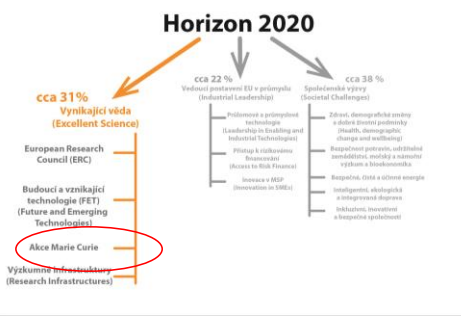 Horizon 2020
cca 31%
Vynikající věda
(Excellent Science)
European Research
Council (ERC)
Budoucí a vznikající
technologie (FET)
(Future and Emerging
Technologies)
Akce Marie Curie
Výzkumné infrastruktury
(Research Infrastructures)
cca 22 %
Vedoucí postavení EU v průmyslu
(Industrial Leadership)
Průlomové a průmyslové
technologie
(Leadership in Enabling and
Industrial Technologies)
Přístup k rizikovému
financování
(Access to Risk Finance)
Inovace v MSP
(Innovation in SMEs)
cca 38 %
Společenské výzvy
(Societal Challenges)
Zdraví, demografické změny
a dobré životní podmínky
(Health, demographic
change und wellbeing)
Bezpečnost potravin, udržitelné
zemědělství, mořský a námořní
výzkum a bioekonomika
Bezpečná, čistá a účinná energie
Inteligentní, ekologická
a integrovaná doprava
Inkluzivní, inovativní
a bezpečné společnosti